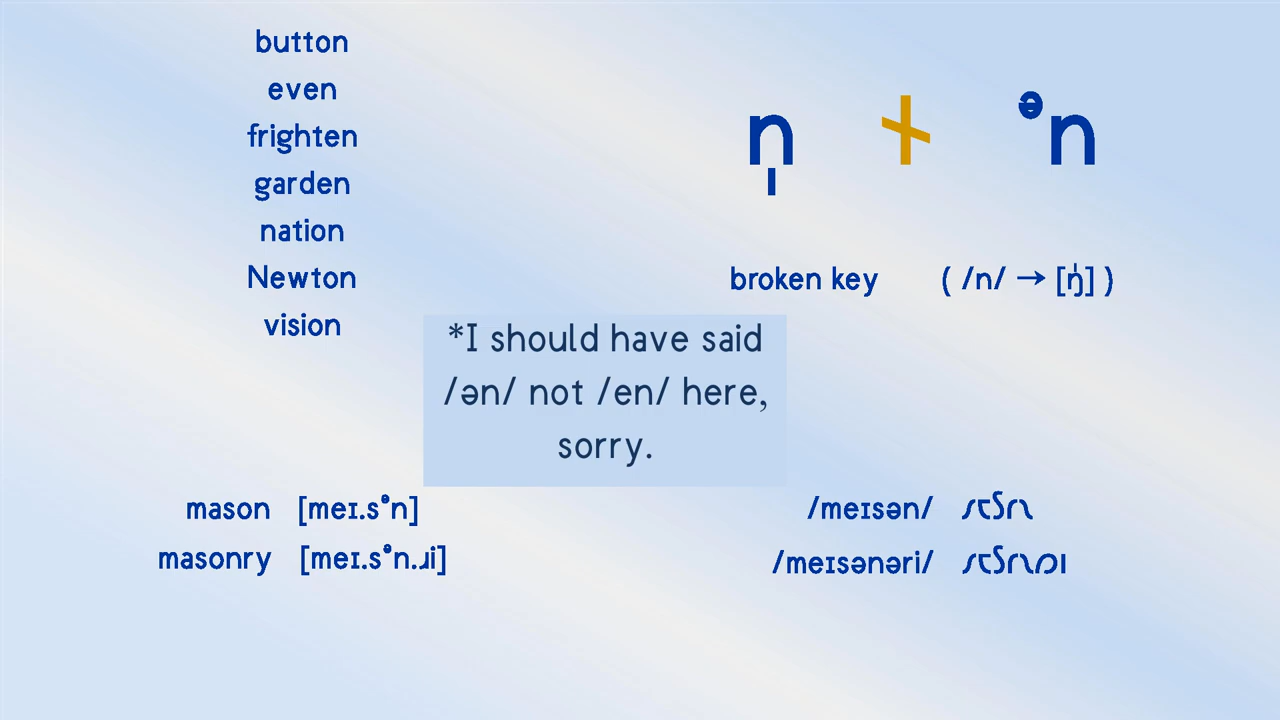 button
even
frighten
garden
nation
Newton
vision
n̩ ᵊn
broken key ( /n/ → [ŋ̍] )
*I should have said
/ən/ not /en/ here,
sorry.
mason [meɪ.sᵊn]
masonry [meɪ.sᵊn.ɹi]
/meɪsən/
/meɪsənəri/